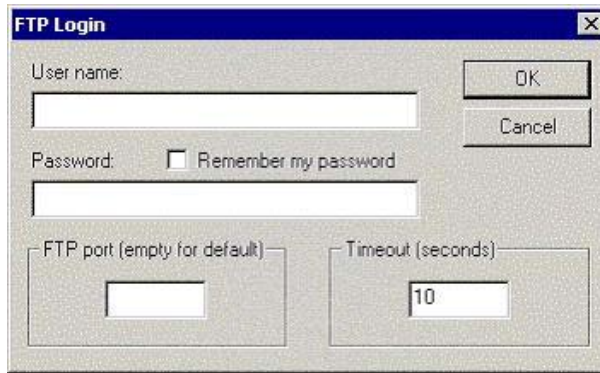 FTP Login
User name:
OK
Cancel
Password:
Remember my password
FTP port (empty for default)
Timeout (seconds)
10